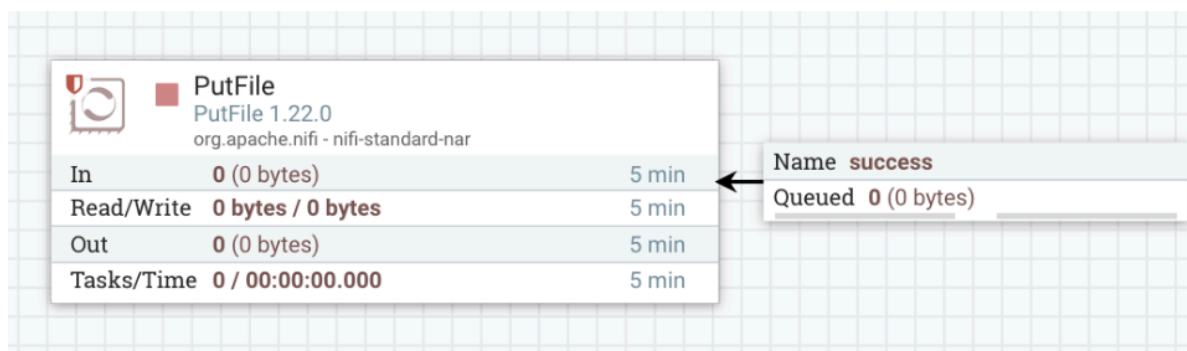 PutFile
PutFile 1.22.0
org.apache.nifi - nifi-standard-nar
In 0 (0 bytes) 5 min
Read/Write 0 bytes / 0 bytes 5 min
Out 0 (0 bytes) 5 min
Tasks/Time 0 / 00:00:00.000 5 min
Name success
Queued 0 (0 bytes)